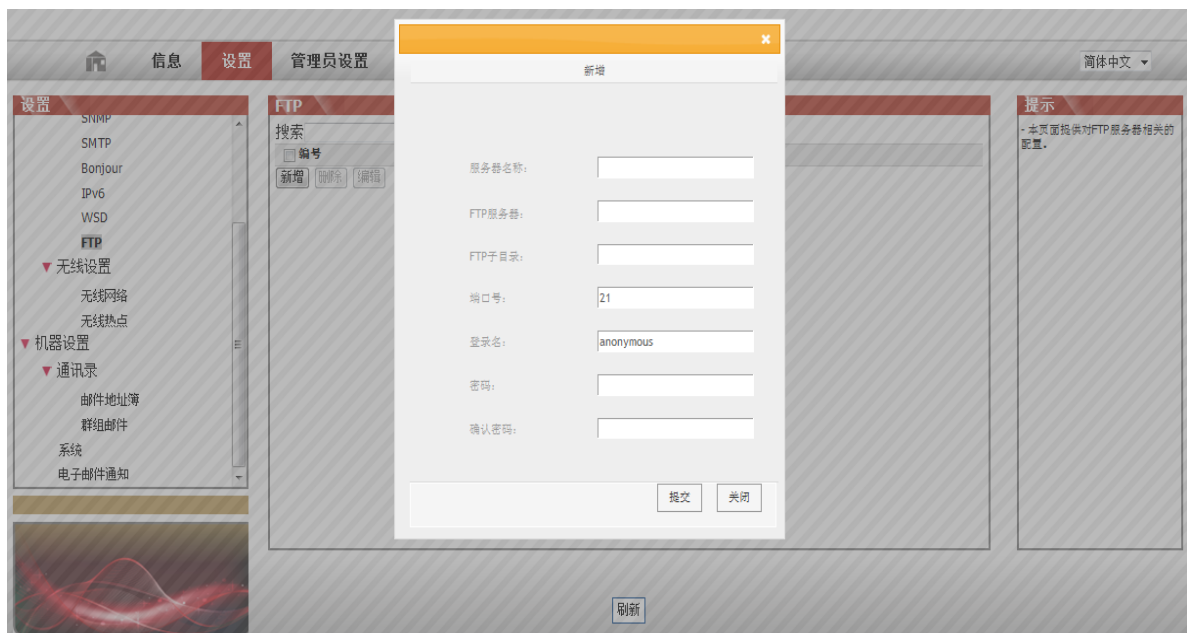 信息
设置
管理员设置
简体中文
设置
SNMP
SMTP
Bonjour
IPv6
WSD
FTP
无线设置
无线网络
无线热点
机器设置
通讯录
邮件地址簿
群组邮件
系统
电子邮件通知
FTP
搜索
编号
新增 删除 编辑
新增
服务器名称:
FTP服务器:
FTP子目录:
端口号: 21
登录名: anonymous
密码:
确认密码:
提交 关闭
提示
- 本页面提供对FTP服务器相关的
配置。
刷新